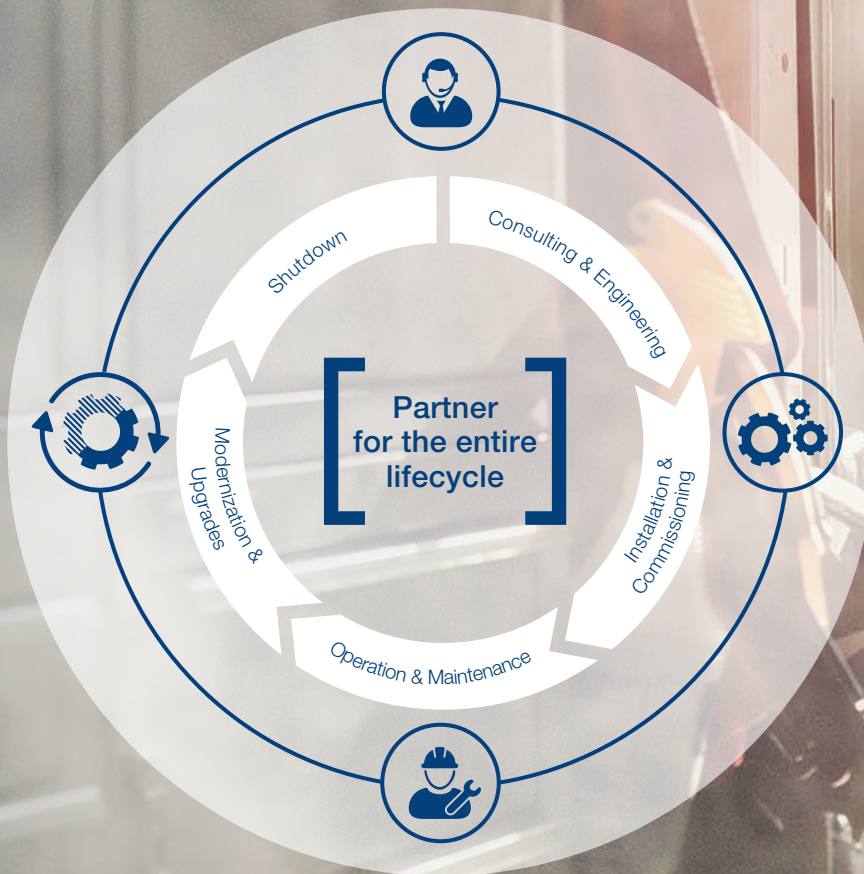 Consulting & Engineering
Installation &
Commissioning
Operation & Maintenance
Modernization &
Upgrades
Shutdown
Partner
for the entire
lifecycle